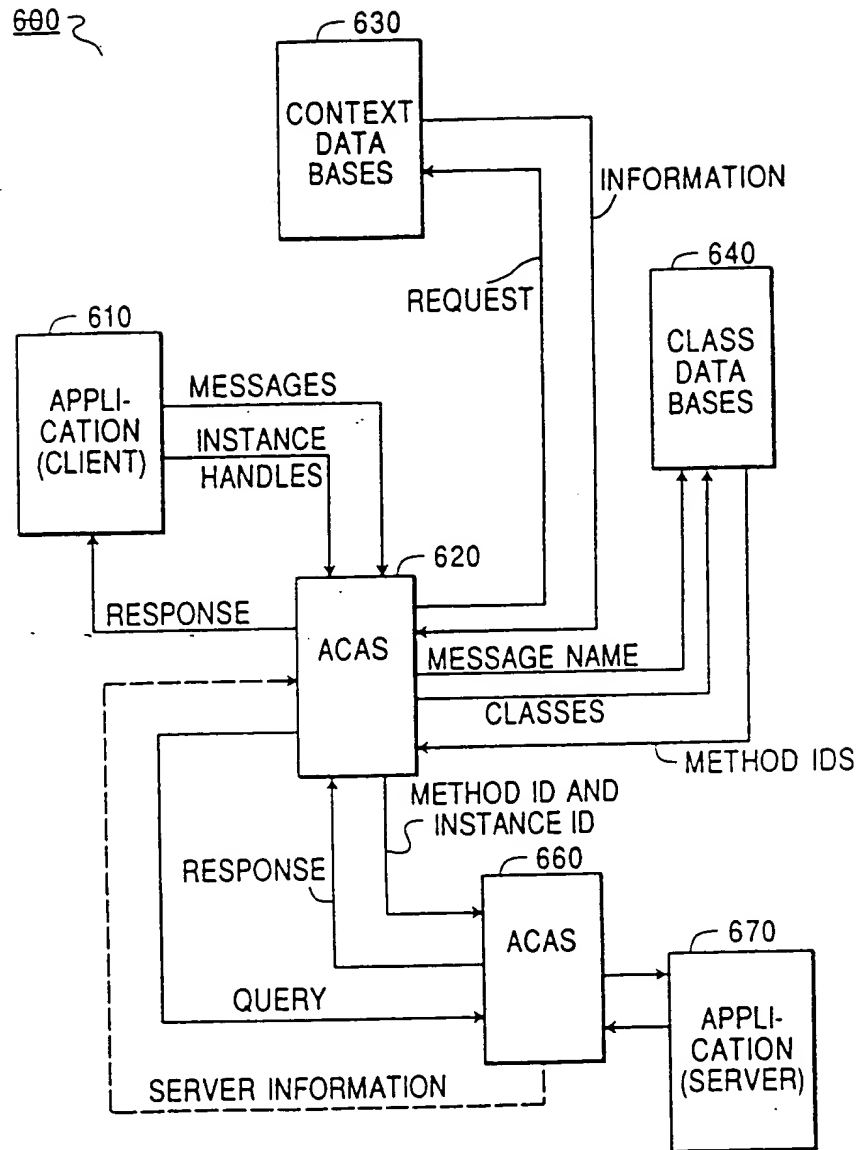 600
630
CONTEXT
DATA
BASES
INFORMATION
REQUEST
640
CLASS
DATA
BASES
610
APPLI-
CATION
(CLIENT)
MESSAGES
INSTANCE
HANDLES
RESPONSE
620
ACAS
MESSAGE NAME
CLASSES
METHOD IDS
METHOD ID AND
INSTANCE ID
RESPONSE
660
ACAS
QUERY
670
APPLI-
CATION
(SERVER)
SERVER INFORMATION